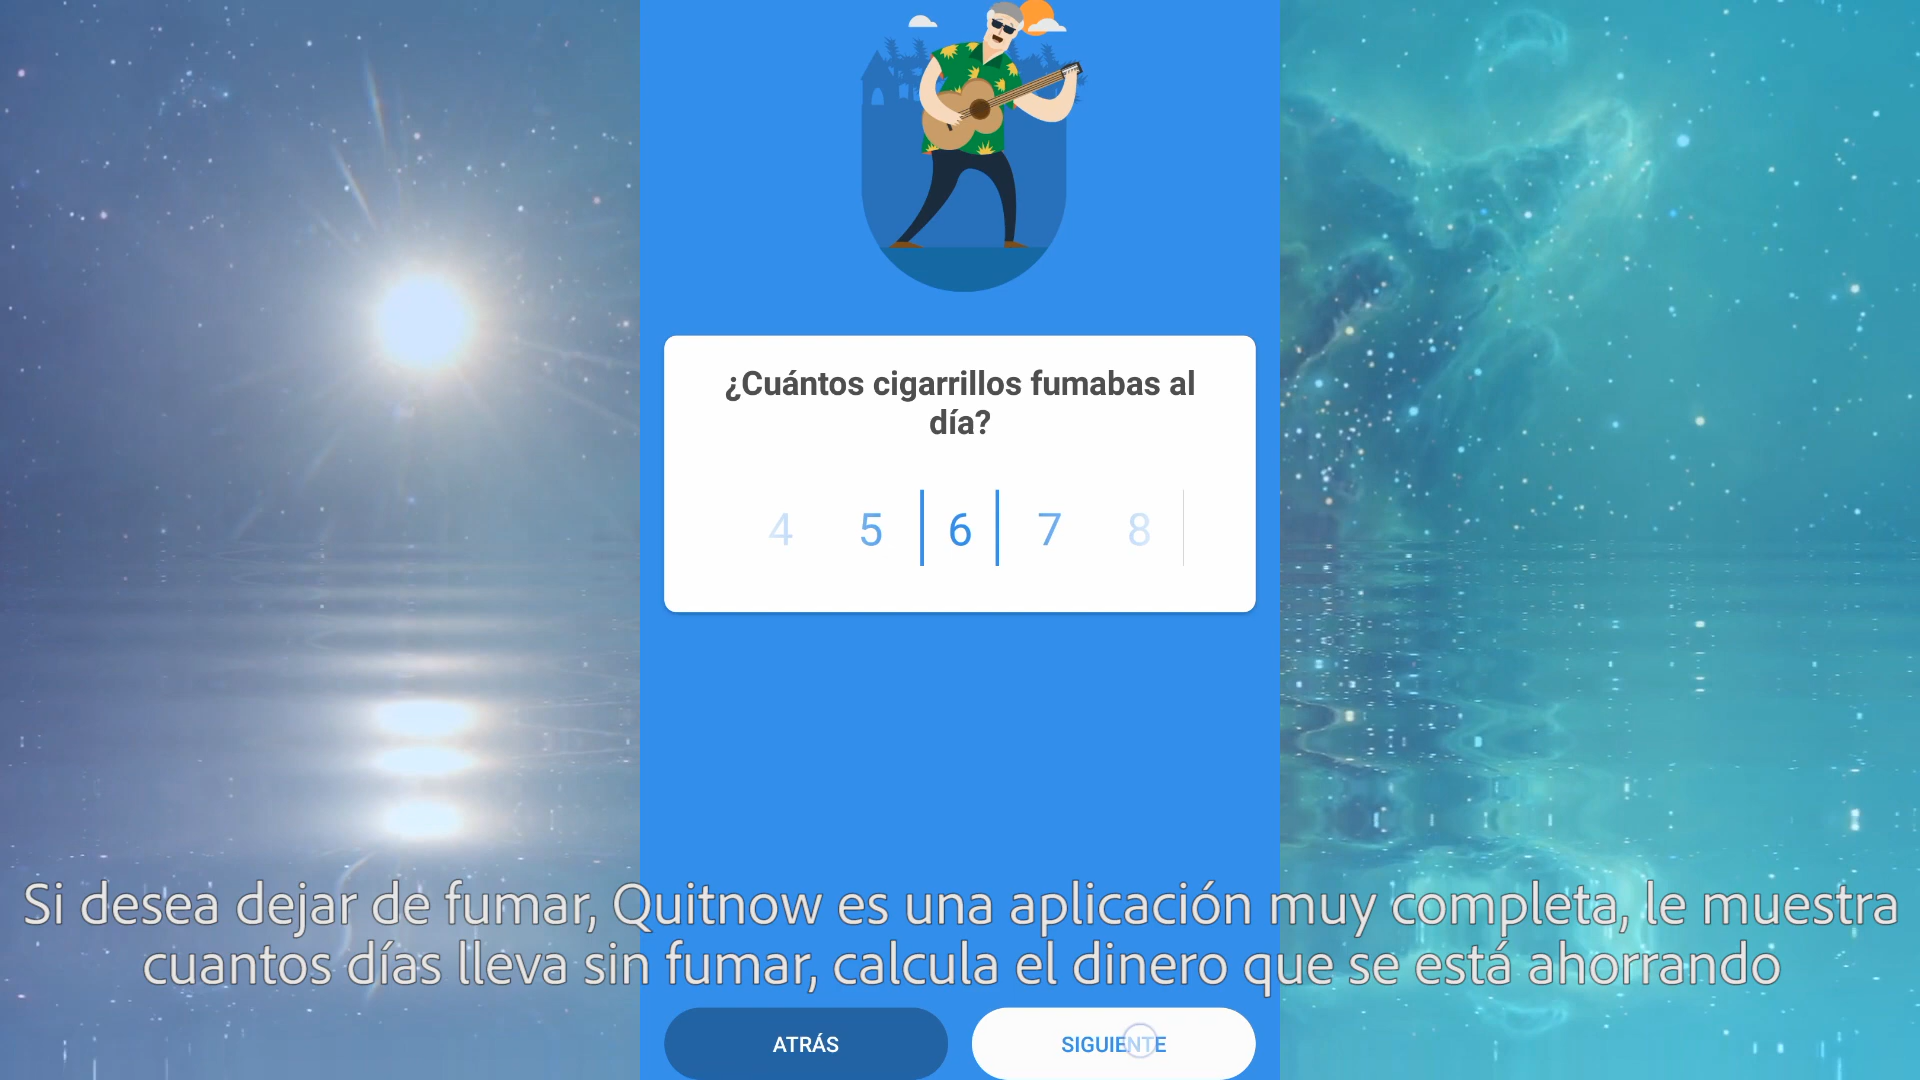 ¿Cuántos cigarrillos fumabas al
día?
4 5 6 7 8
Si desea dejar de fumar, Quitnow es una aplicación muy completa, le muestra
cuantos días lleva sin fumar, calcula el dinero que se está ahorrando
ATRÁS SIGUIENTE